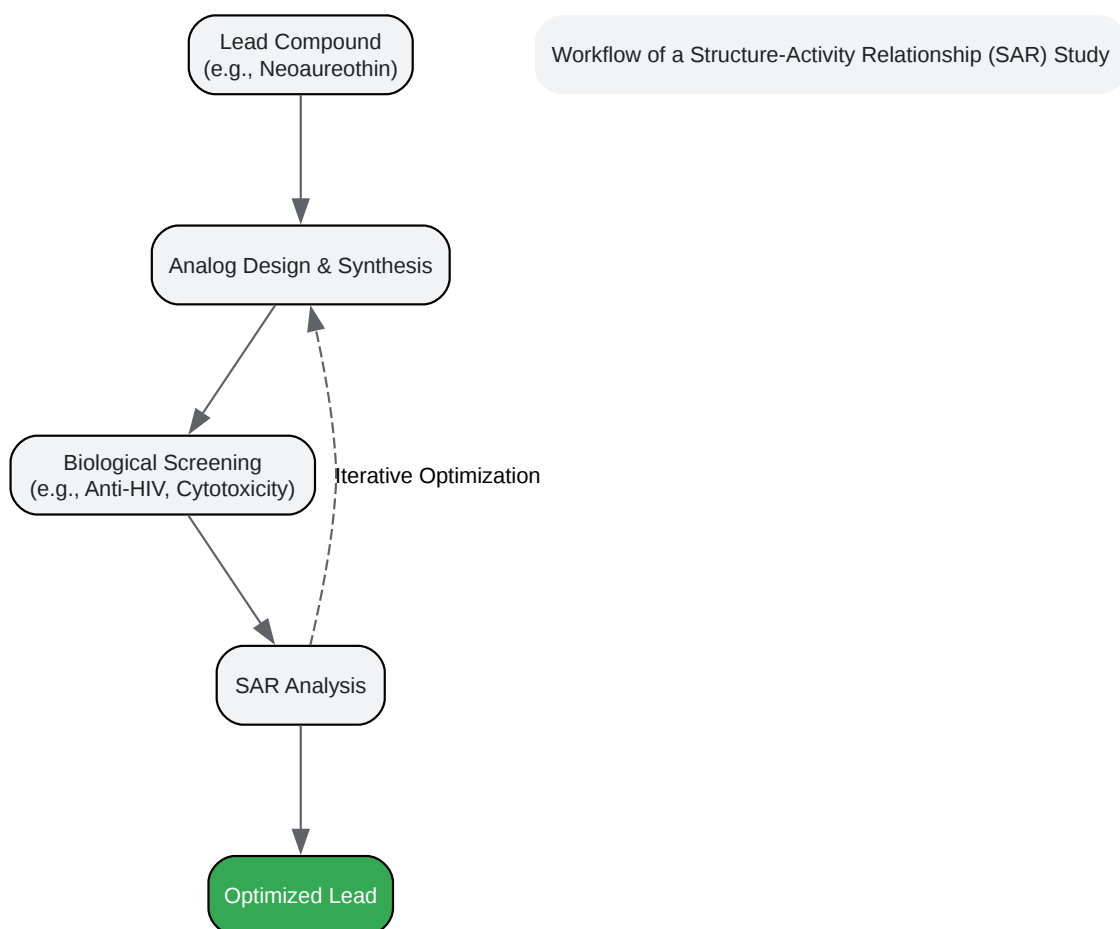 Lead Compound
(e.g., Neoaureothin)
Workflow of a Structure-Activity Relationship (SAR) Study
Analog Design & Synthesis
Biological Screening
(e.g., Anti-HIV, Cytotoxicity)
Iterative Optimization
SAR Analysis
Optimized Lead